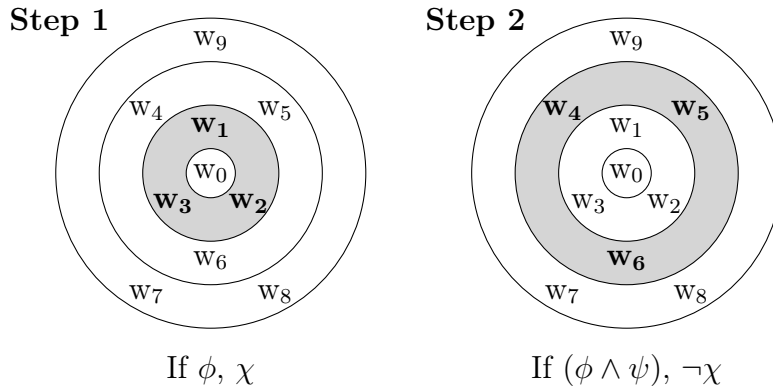 Step 1
w₉
w₄ w₅
w₁
w₀
w₃ w₂
w₆
w₇ w₈
If ϕ, χ
Step 2
w₉
w₄ w₅
w₁
w₀
w₃ w₂
w₆
w₇ w₈
If (ϕ ∧ ψ), ¬χ